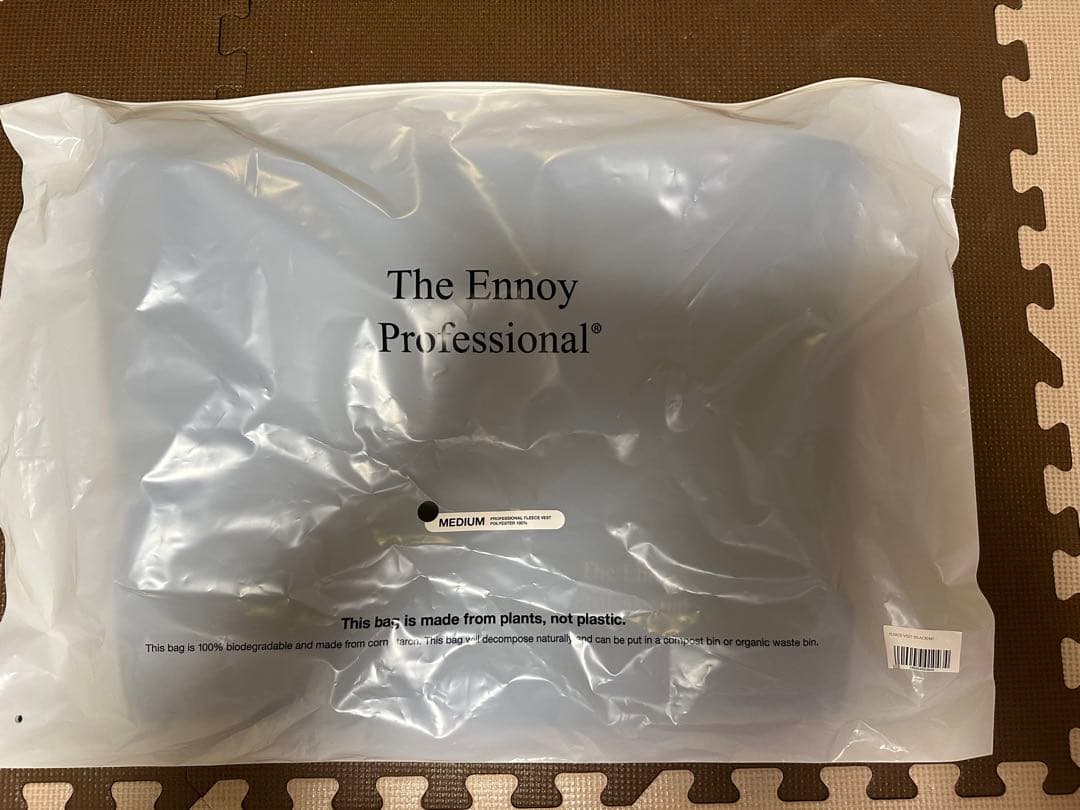 The Ennoy
Professional®
MEDIUM
PROFESSIONAL FLEECE VEST
POLYESTER 100%
This bag is made from plants, not plastic.
This bag is 100% biodegradable and made from corn starch. This bag will decompose naturally and can be put in a compost bin or organic waste bin.